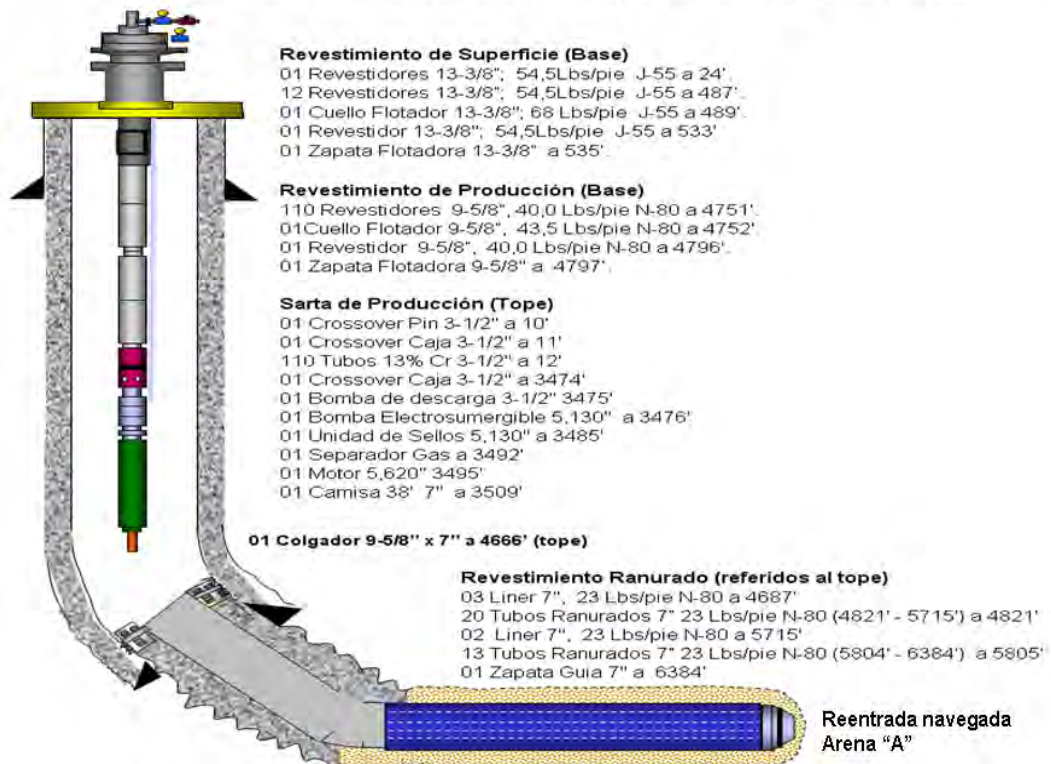 Revestimiento de Superficie (Base)
01 Revestidores 13-3/8"; 54,5Lbs/pie J-55 a 24'.
12 Revestidores 13-3/8"; 54,5Lbs/pie J-55 a 487'.
01 Cuello Flotador 13-3/8"; 68 Lbs/pie J-55 a 489'.
01 Revestidor 13-3/8"; 54,5Lbs/pie J-55 a 533'
01 Zapata Flotadora 13-3/8" a 535'.
Revestimiento de Producción (Base)
110 Revestidores 9-5/8", 40,0 Lbs/pie N-80 a 4751'.
01Cuello Flotador 9-5/8", 43,5 Lbs/pie N-80 a 4752'.
01 Revestidor 9-5/8", 40,0 Lbs/pie N-80 a 4796'.
01 Zapata Flotadora 9-5/8" a 4797'.
Sarta de Producción (Tope)
01 Crossover Pin 3-1/2" a 10'
01 Crossover Caja 3-1/2" a 11'
110 Tubos 13% Cr 3-1/2" a 12'
01 Crossover Caja 3-1/2" a 3474'
01 Bomba de descarga 3-1/2" 3475'
01 Bomba Electrosumergible 5,130" a 3476'
01 Unidad de Sellos 5,130" a 3485'
01 Separador Gas a 3492'
01 Motor 5,620" 3495'
01 Camisa 38' 7" a 3509'
01 Colgador 9-5/8" x 7" a 4666' (tope)
Revestimiento Ranurado (referidos al tope)
03 Liner 7", 23 Lbs/pie N-80 a 4687'
20 Tubos Ranurados 7" 23 Lbs/pie N-80 (4821' - 5715') a 4821'
02 Liner 7", 23 Lbs/pie N-80 a 5715'
13 Tubos Ranurados 7" 23 Lbs/pie N-80 (5804' - 6384') a 5805'
01 Zapata Guia 7" a 6384'
Reentrada navegada
Arena "A"